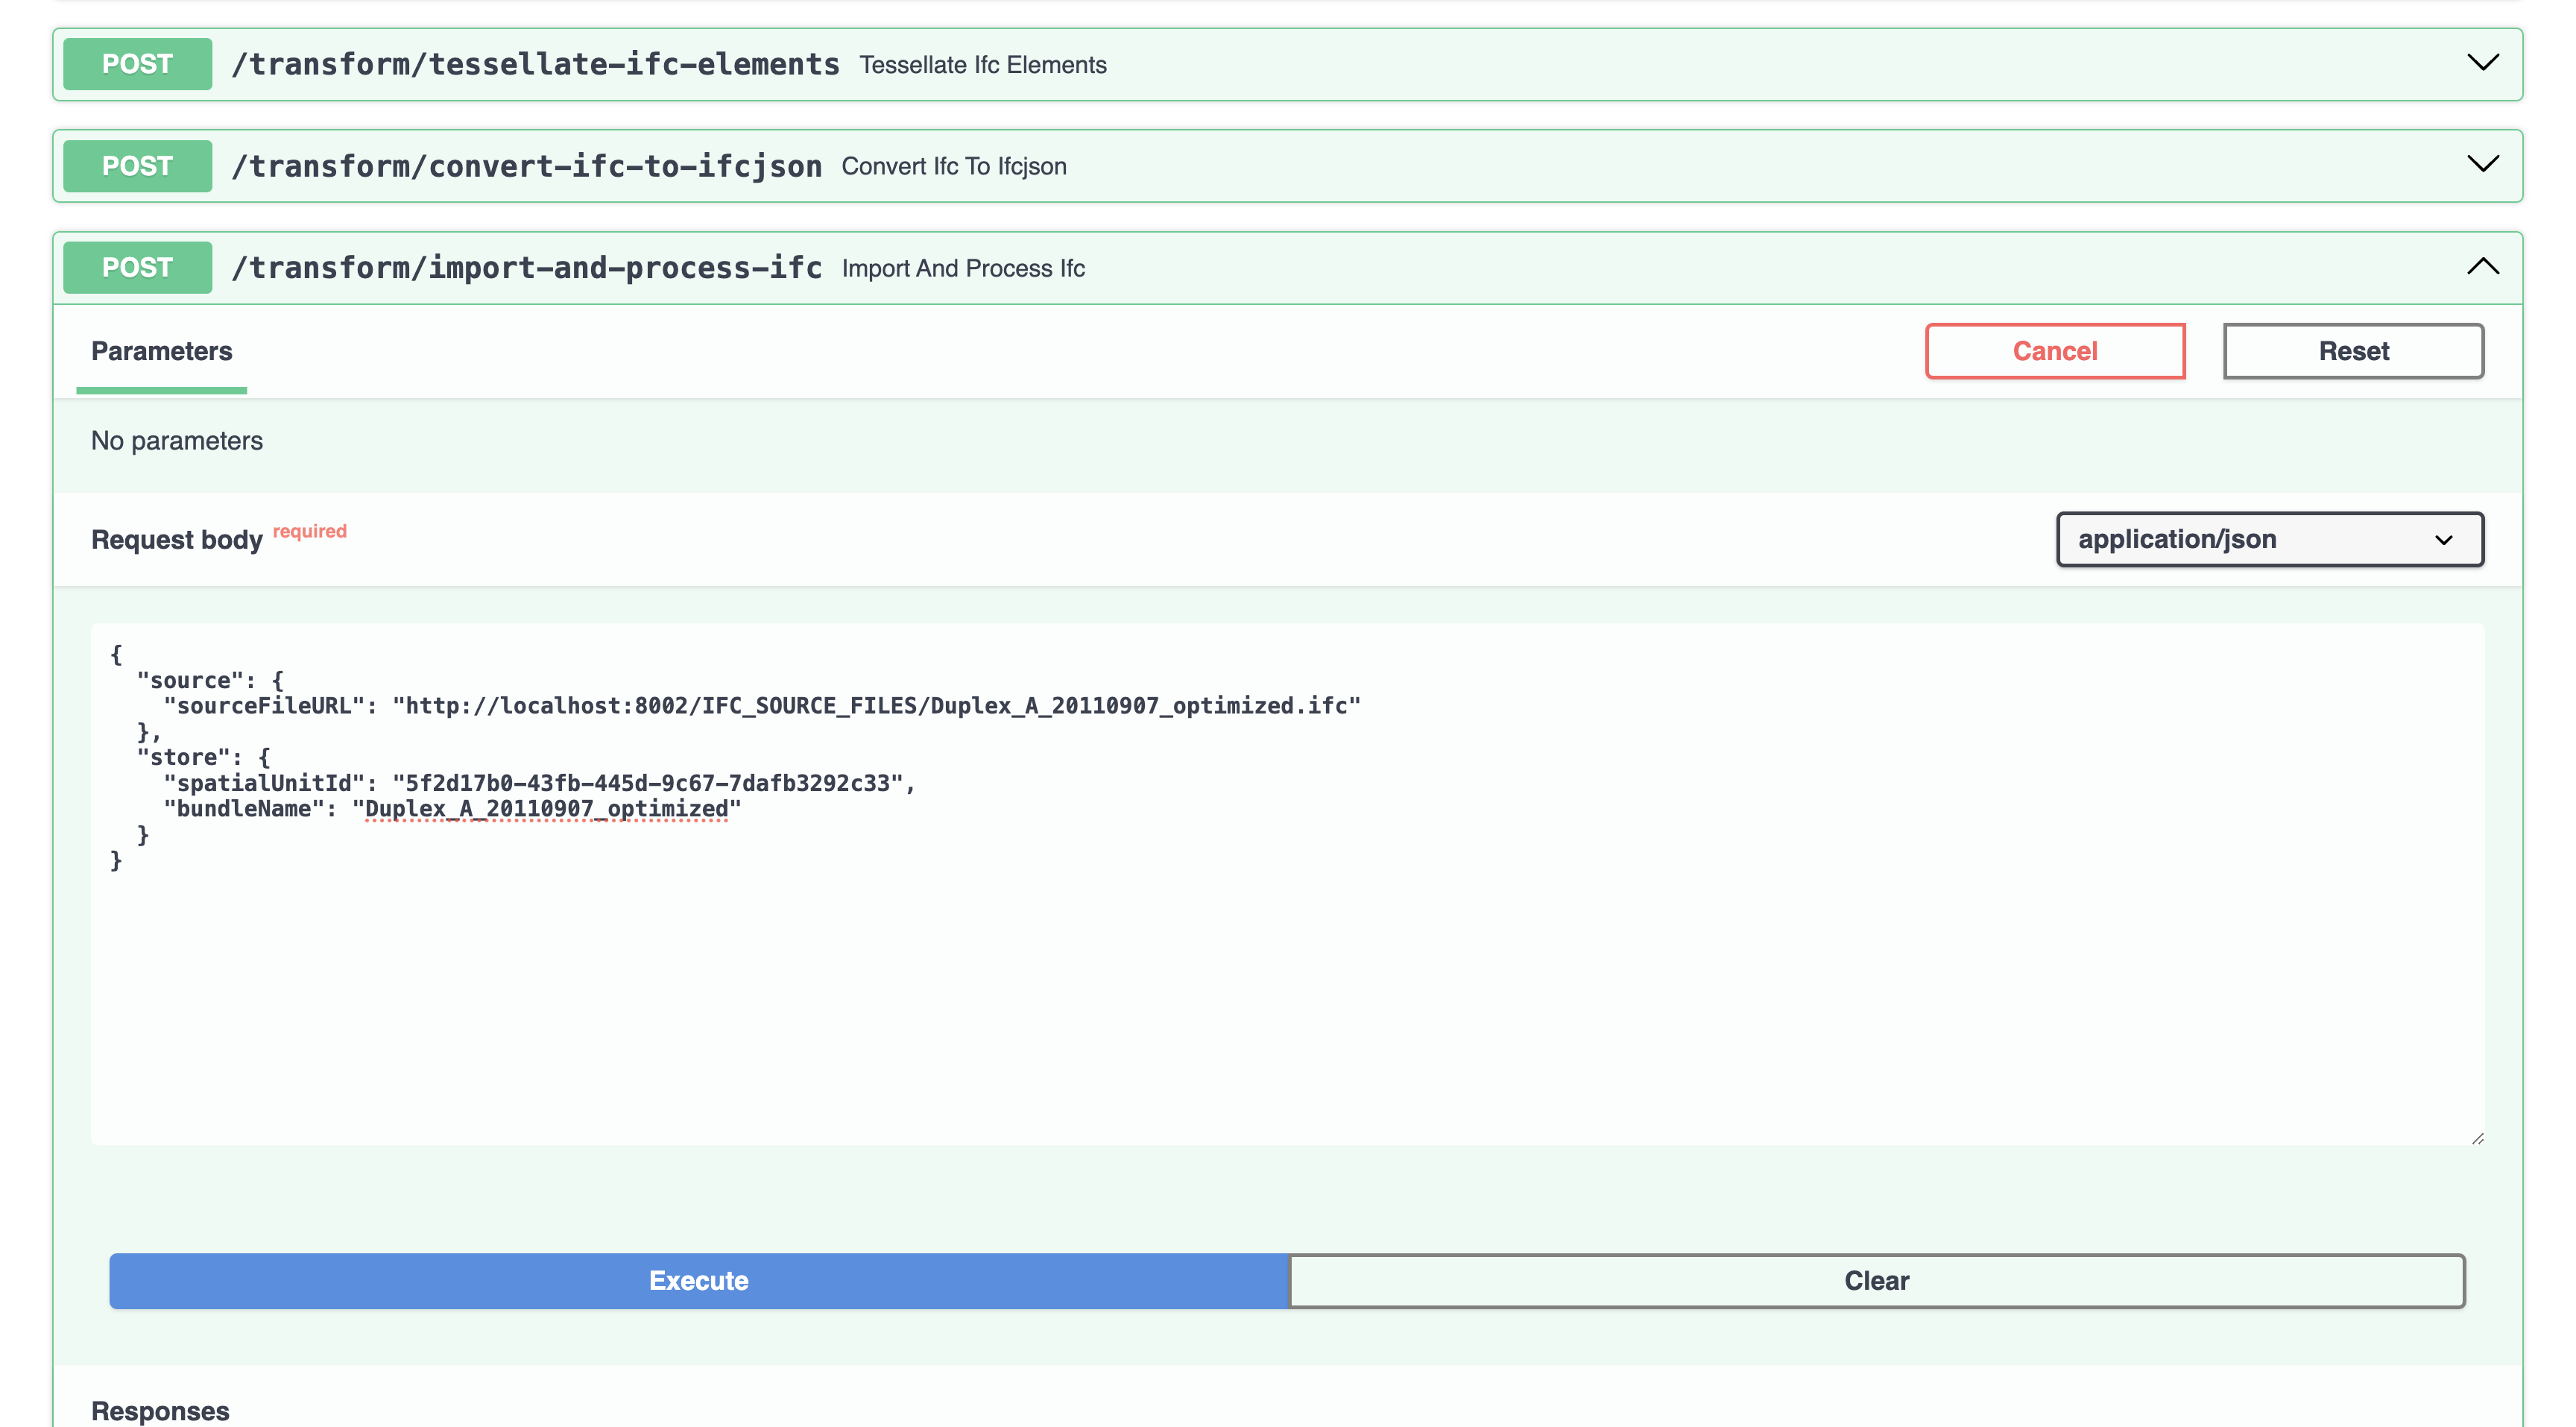 POST /transform/tessellate-ifc-elements Tessellate Ifc Elements
POST /transform/convert-ifc-to-ifcjson Convert Ifc To Ifcjson
POST /transform/import-and-process-ifc Import And Process Ifc
Parameters Cancel Reset
No parameters
Request body required application/json
{
  "source": {
    "sourceFileURL": "http://localhost:8002/IFC_SOURCE_FILES/Duplex_A_20110907_optimized.ifc"
  },
  "store": {
    "spatialUnitId": "5f2d17b0-43fb-445d-9c67-7dafb3292c33",
    "bundleName": "Duplex_A_20110907_optimized"
  }
}
Execute Clear
Responses